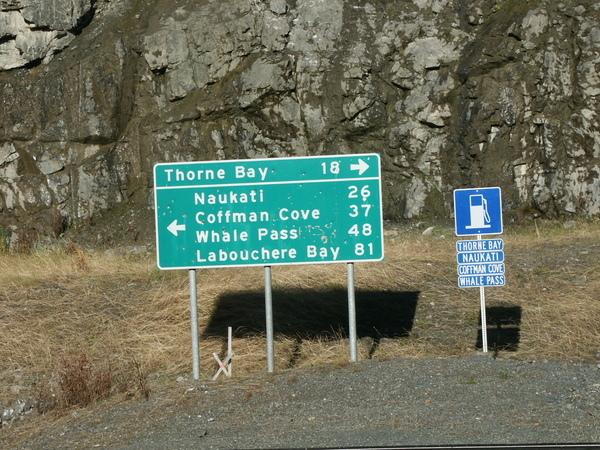 Thorne Bay 18
Naukati 26
Coffman Cove 37
Whale Pass 48
Labouchere Bay 81
THORNE BAY
NAUKATI
COFFMAN COVE
WHALE PASS